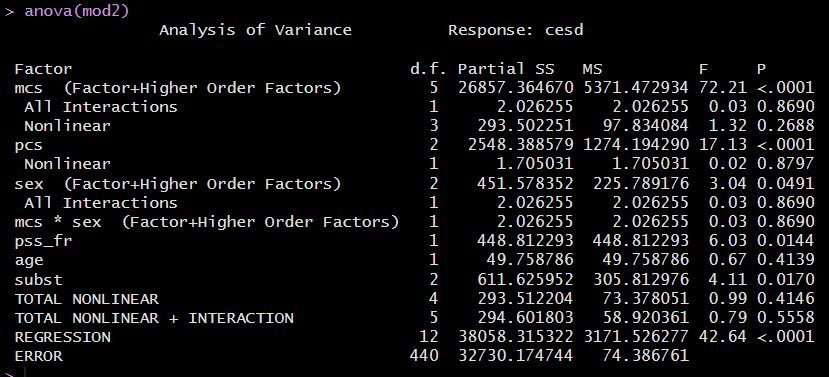 > anova(mod2)
Analysis of Variance Response: cesd
Factor d.f. Partial SS MS F P
mcs (Factor+Higher Order Factors) 5 26857.364670 5371.472934 72.21 <.0001
All Interactions 1 2.026255 2.026255 0.03 0.8690
Nonlinear 3 293.502251 97.834084 1.32 0.2688
pcs 2 2548.388579 1274.194290 17.13 <.0001
Nonlinear 1 1.705031 1.705031 0.02 0.8797
sex (Factor+Higher Order Factors) 2 451.578352 225.789176 3.04 0.0491
All Interactions 1 2.026255 2.026255 0.03 0.8690
mcs * sex (Factor+Higher Order Factors) 1 2.026255 2.026255 0.03 0.8690
pss_fr 1 448.812293 448.812293 6.03 0.0144
age 1 49.758786 49.758786 0.67 0.4139
subst 2 611.625952 305.812976 4.11 0.0170
TOTAL NONLINEAR 4 293.512204 73.378051 0.99 0.4146
TOTAL NONLINEAR + INTERACTION 5 294.601803 58.920361 0.79 0.5558
REGRESSION 12 38058.315322 3171.526277 42.64 <.0001
ERROR 440 32730.174744 74.386761
>